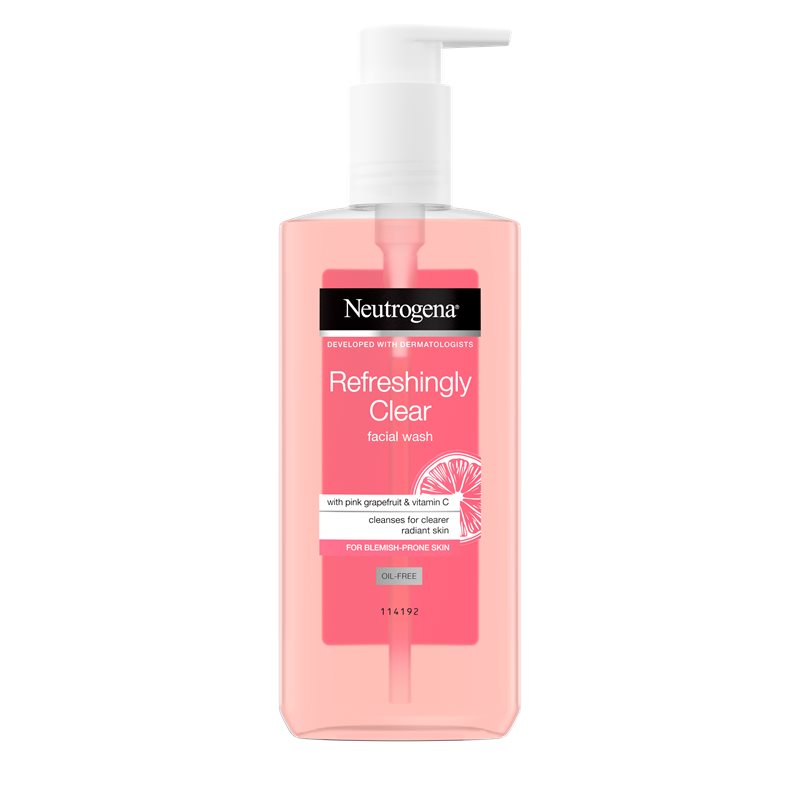 Neutrogena®
DEVELOPED WITH DERMATOLOGISTS
Refreshingly
Clear
facial wash
with pink grapefruit & vitamin C
cleanses for clearer
radiant skin
FOR BLEMISH-PRONE SKIN
OIL-FREE
114192